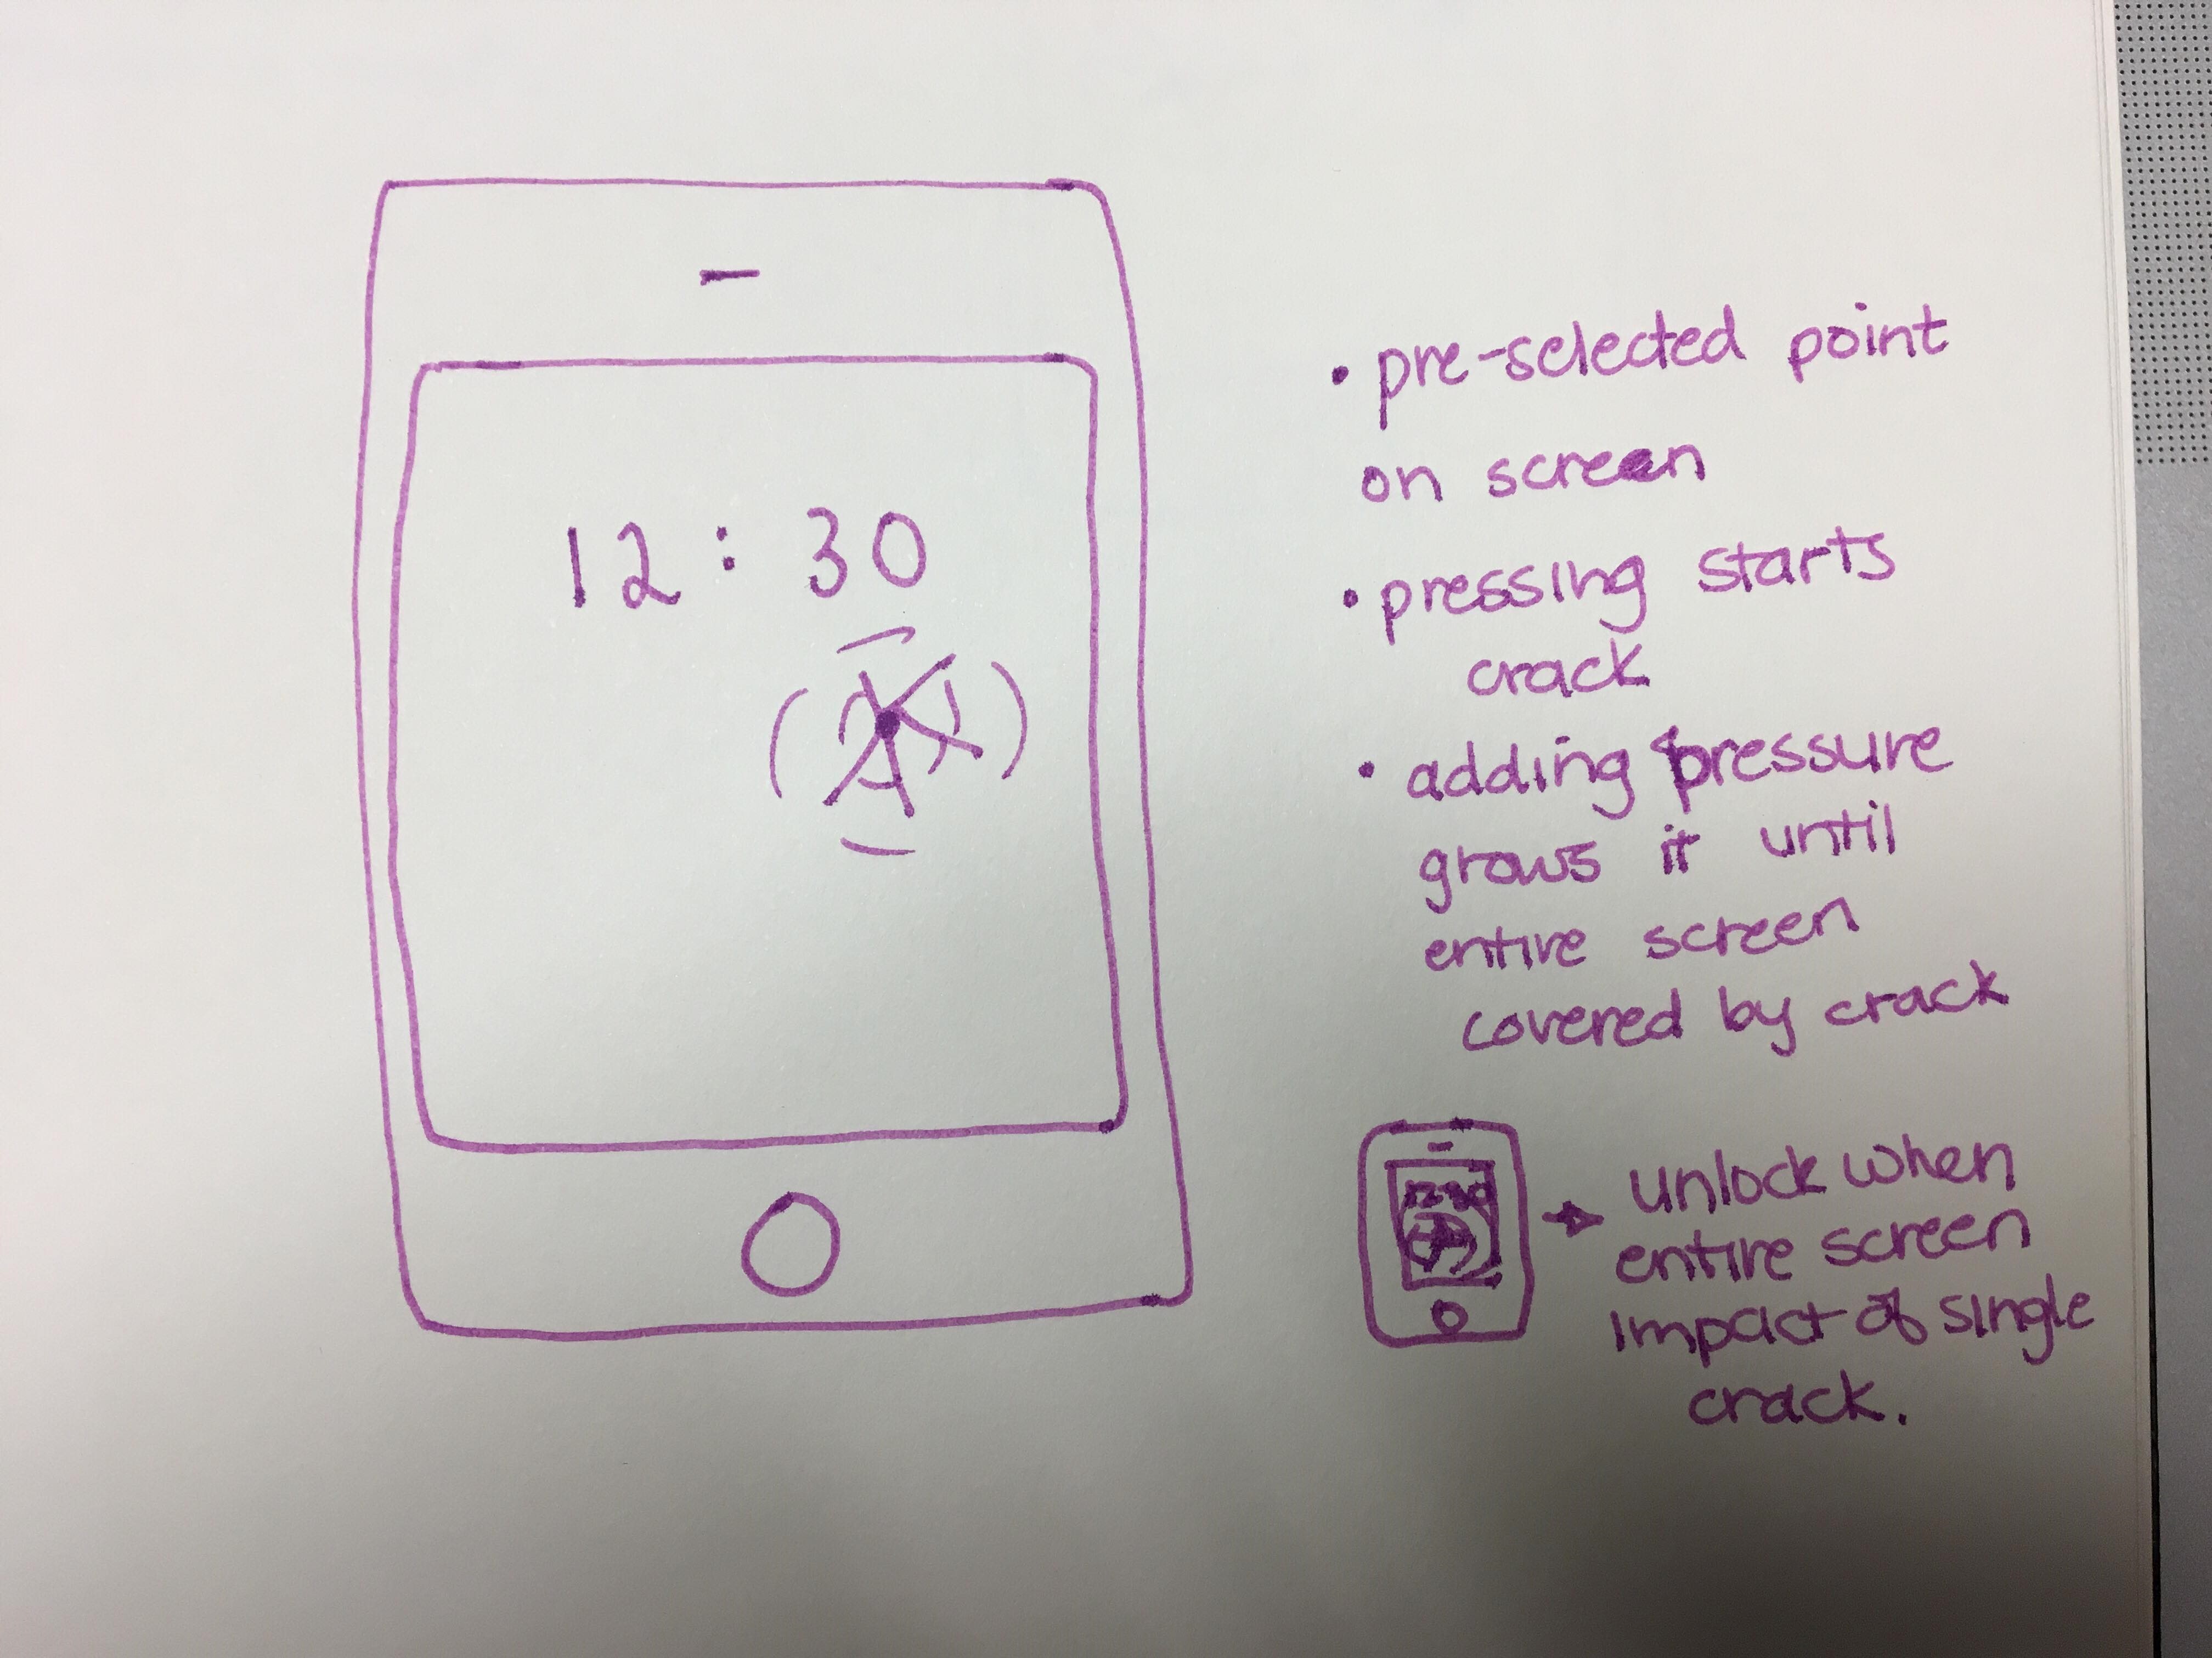 12:30
• pre-selected point
on screen
• pressing starts
crack
• adding pressure
grows it until
entire screen
covered by crack
12:30
→ unlock when
entire screen
impact of single
crack.